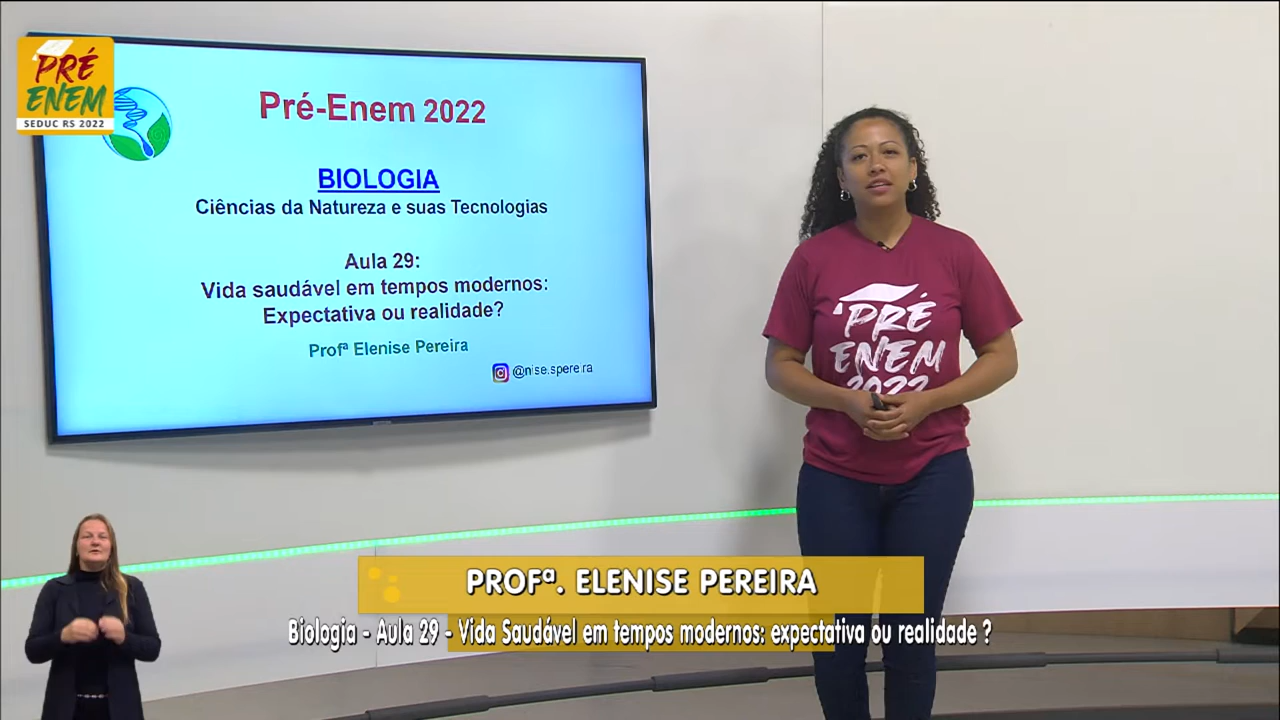 PRÉ
ENEM
SEDUC RS 2022
Pré-Enem 2022
BIOLOGIA
Ciências da Natureza e suas Tecnologias
Aula 29:
Vida saudável em tempos modernos:
Expectativa ou realidade?
Profª Elenise Pereira
@nise.spereira
PRÉ
ENEM
2022
PROFª. ELENISE PEREIRA
Biologia - Aula 29 - Vida Saudável em tempos modernos: expectativa ou realidade ?